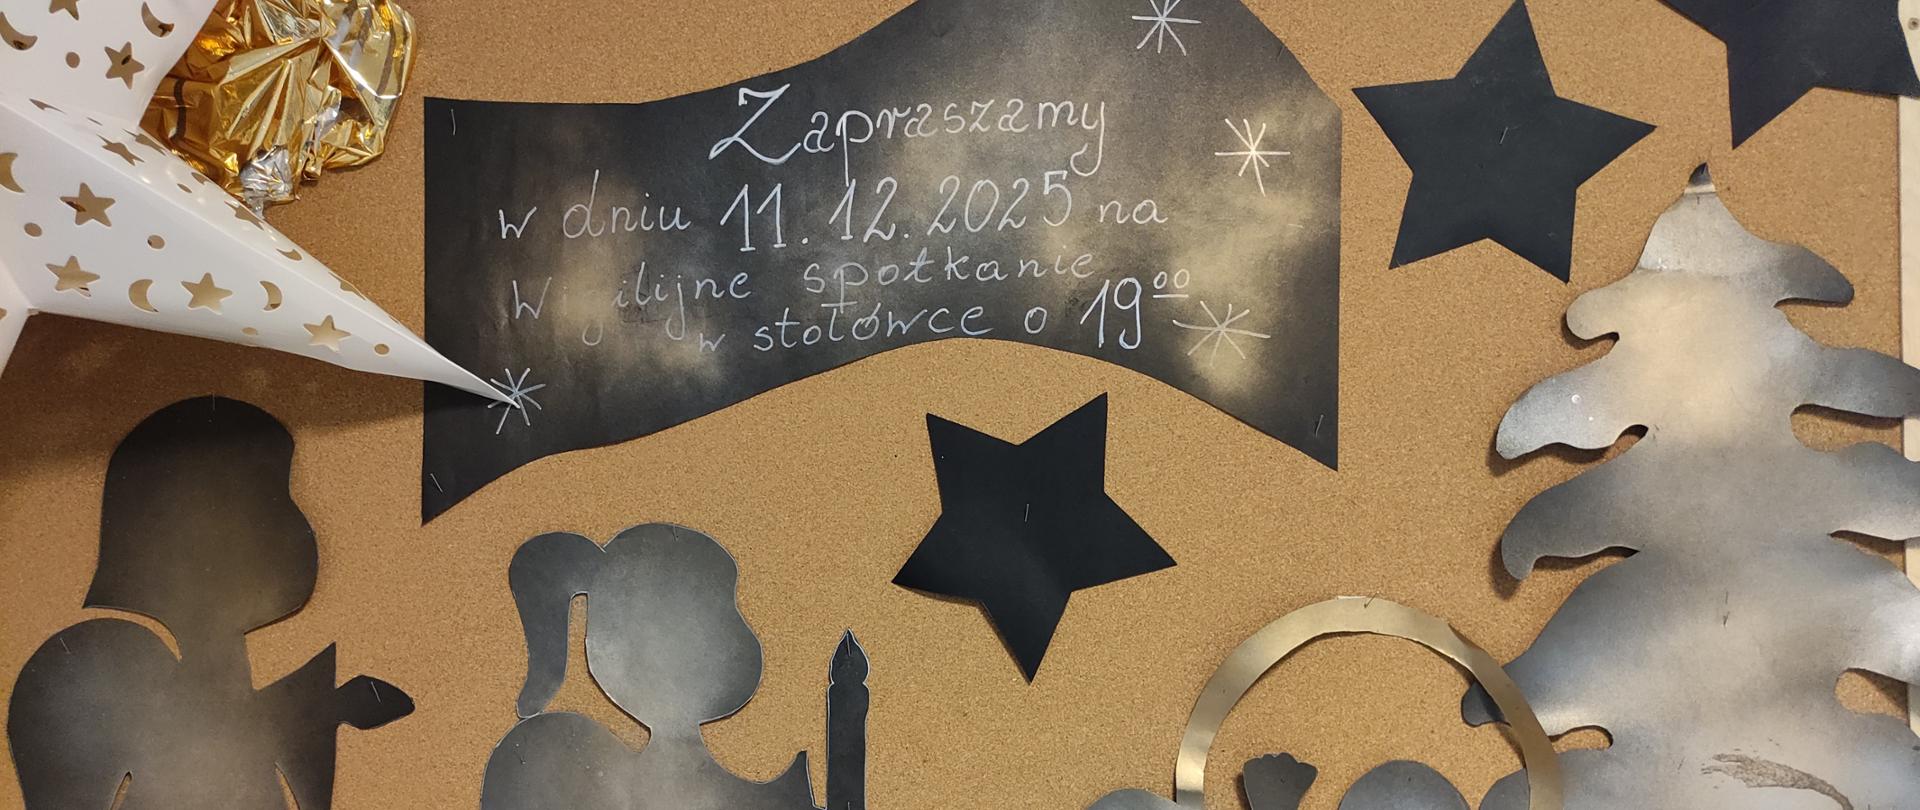 Zapraszamy
w dniu 11.12.2025 na
Wigilijne spotkanie
w stołówce o 19⁰⁰